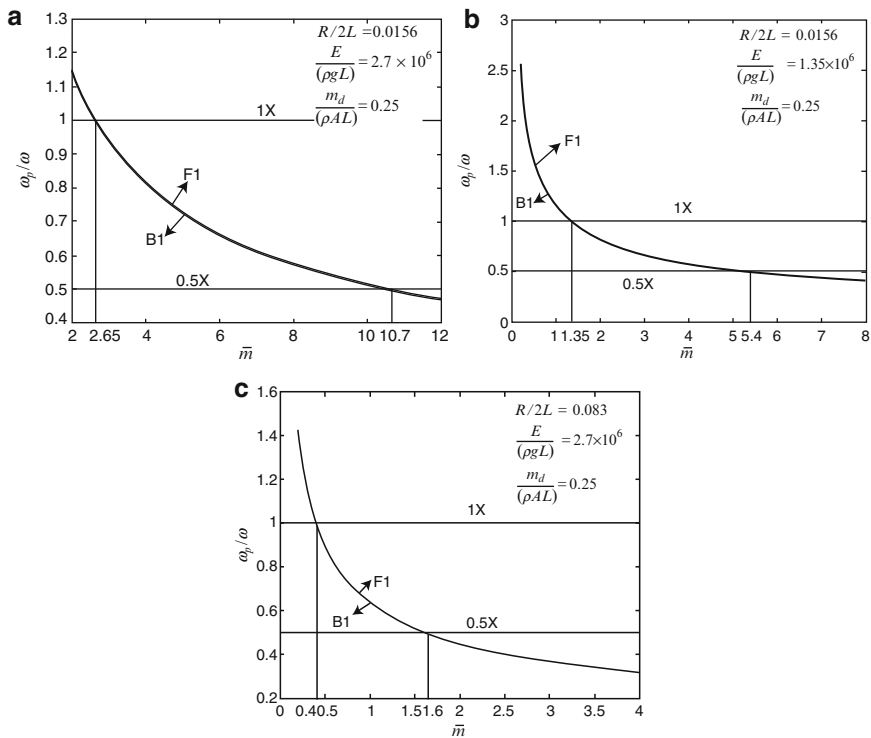 a
R/2L = 0.0156
E/(ρgL) = 2.7 × 10⁶
m_d/(ρAL) = 0.25
1.3
1.2
1.1
1
0.9
0.8
0.7
0.6
0.5
0.4
ω_p/ω
1X
F1
B1
0.5X
2 2.65 4 6 8 10 10.7 12
m̄
b
R/2L = 0.0156
E/(ρgL) = 1.35×10⁶
m_d/(ρAL) = 0.25
3
2.5
2
1.5
1
0.5
0
ω_p/ω
F1
B1
1X
0.5X
0 1 1.35 2 3 4 5 5.4 6 7 8
m̄
c
R/2L = 0.083
E/(ρgL) = 2.7×10⁶
m_d/(ρAL) = 0.25
1.6
1.4
1.2
1
0.8
0.6
0.4
0.2
ω_p/ω
1X
F1
B1
0.5X
0 0.4 0.5 1 1.5 1.6 2 2.5 3 3.5 4
m̄